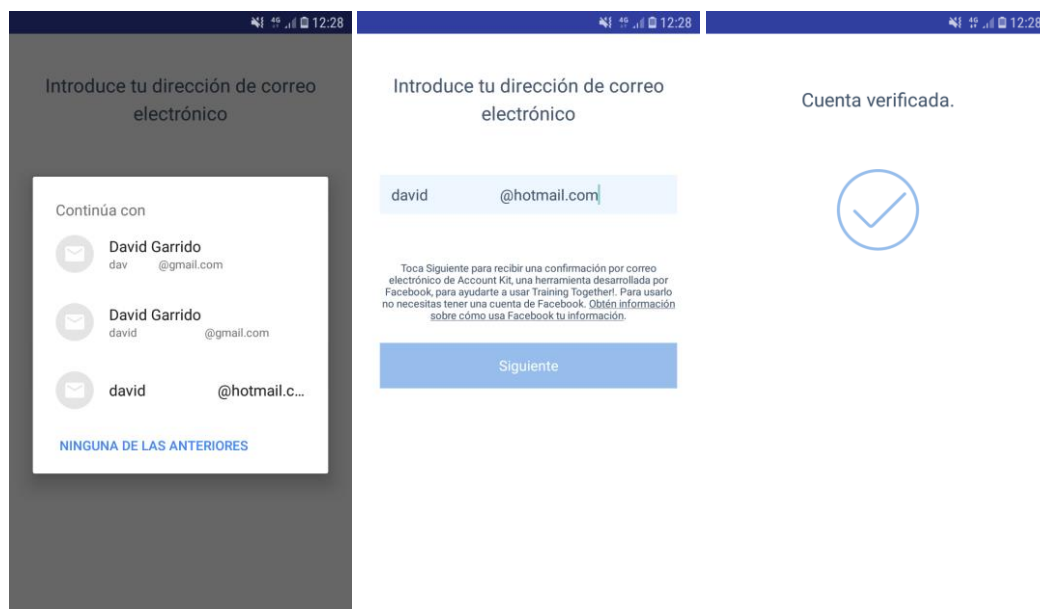 12:28
Introduce tu dirección de correo
electrónico
Continúa con
David Garrido
dav @gmail.com
David Garrido
david @gmail.com
david @hotmail.c...
NINGUNA DE LAS ANTERIORES
12:28
Introduce tu dirección de correo
electrónico
david @hotmail.com
Toca Siguiente para recibir una confirmación por correo
electrónico de Account Kit, una herramienta desarrollada por
Facebook, para ayudarte a usar Training Together!. Para usarlo
no necesitas tener una cuenta de Facebook. Obtén información
sobre cómo usa Facebook tu información.
Siguiente
12:28
Cuenta verificada.